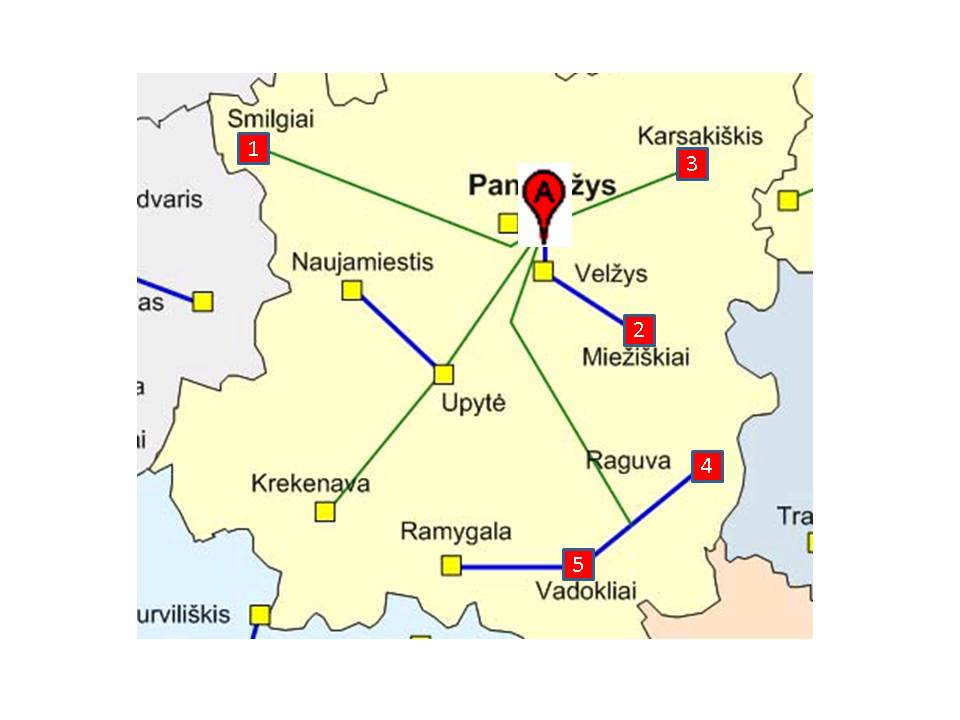 Smilgiai
1
Karsakiškis
3
Pan
A
žys
dvaris
Naujamiestis
Velžys
as
2
Miežiškiai
a
Upytė
ai
Raguva
4
Krekenava
Ramygala
Tra
5
Vadokliai
urviliškis